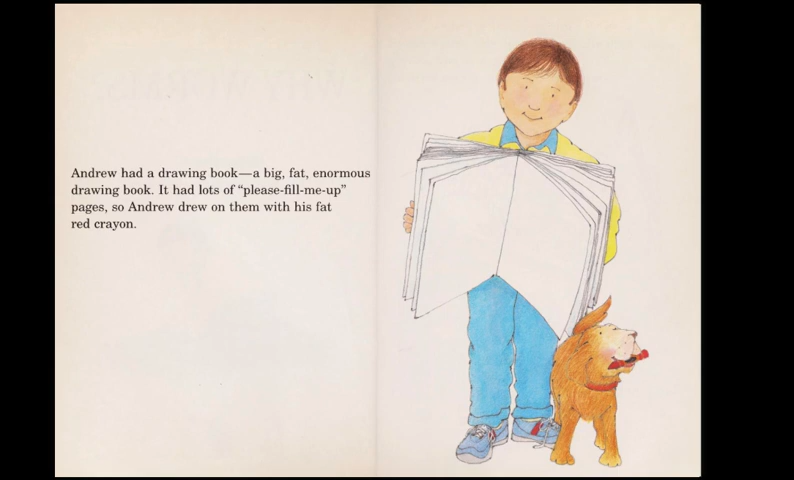 Andrew had a drawing book—a big, fat, enormous
drawing book. It had lots of “please-fill-me-up”
pages, so Andrew drew on them with his fat
red crayon.